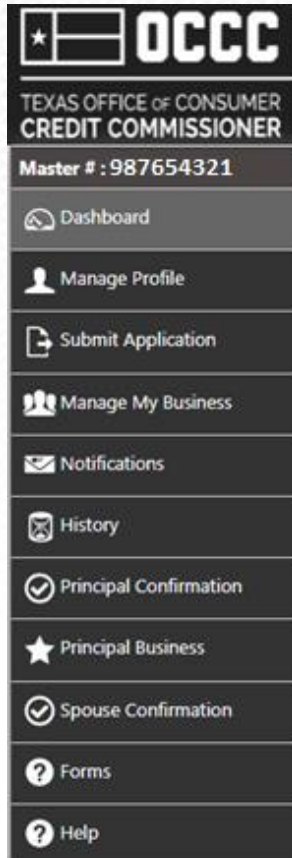 OCCC
TEXAS OFFICE OF CONSUMER
CREDIT COMMISSIONER
Master # : 987654321
Dashboard
Manage Profile
Submit Application
Manage My Business
Notifications
History
Principal Confirmation
Principal Business
Spouse Confirmation
? Forms
? Help